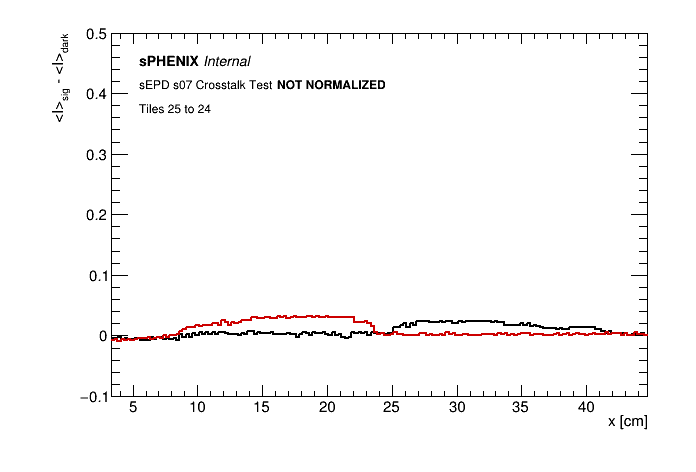 <I>sig - <I>dark
0.5
0.4
0.3
0.2
0.1
0
−0.1
sPHENIX Internal
sEPD s07 Crosstalk Test NOT NORMALIZED
Tiles 25 to 24
5 10 15 20 25 30 35 40
x [cm]